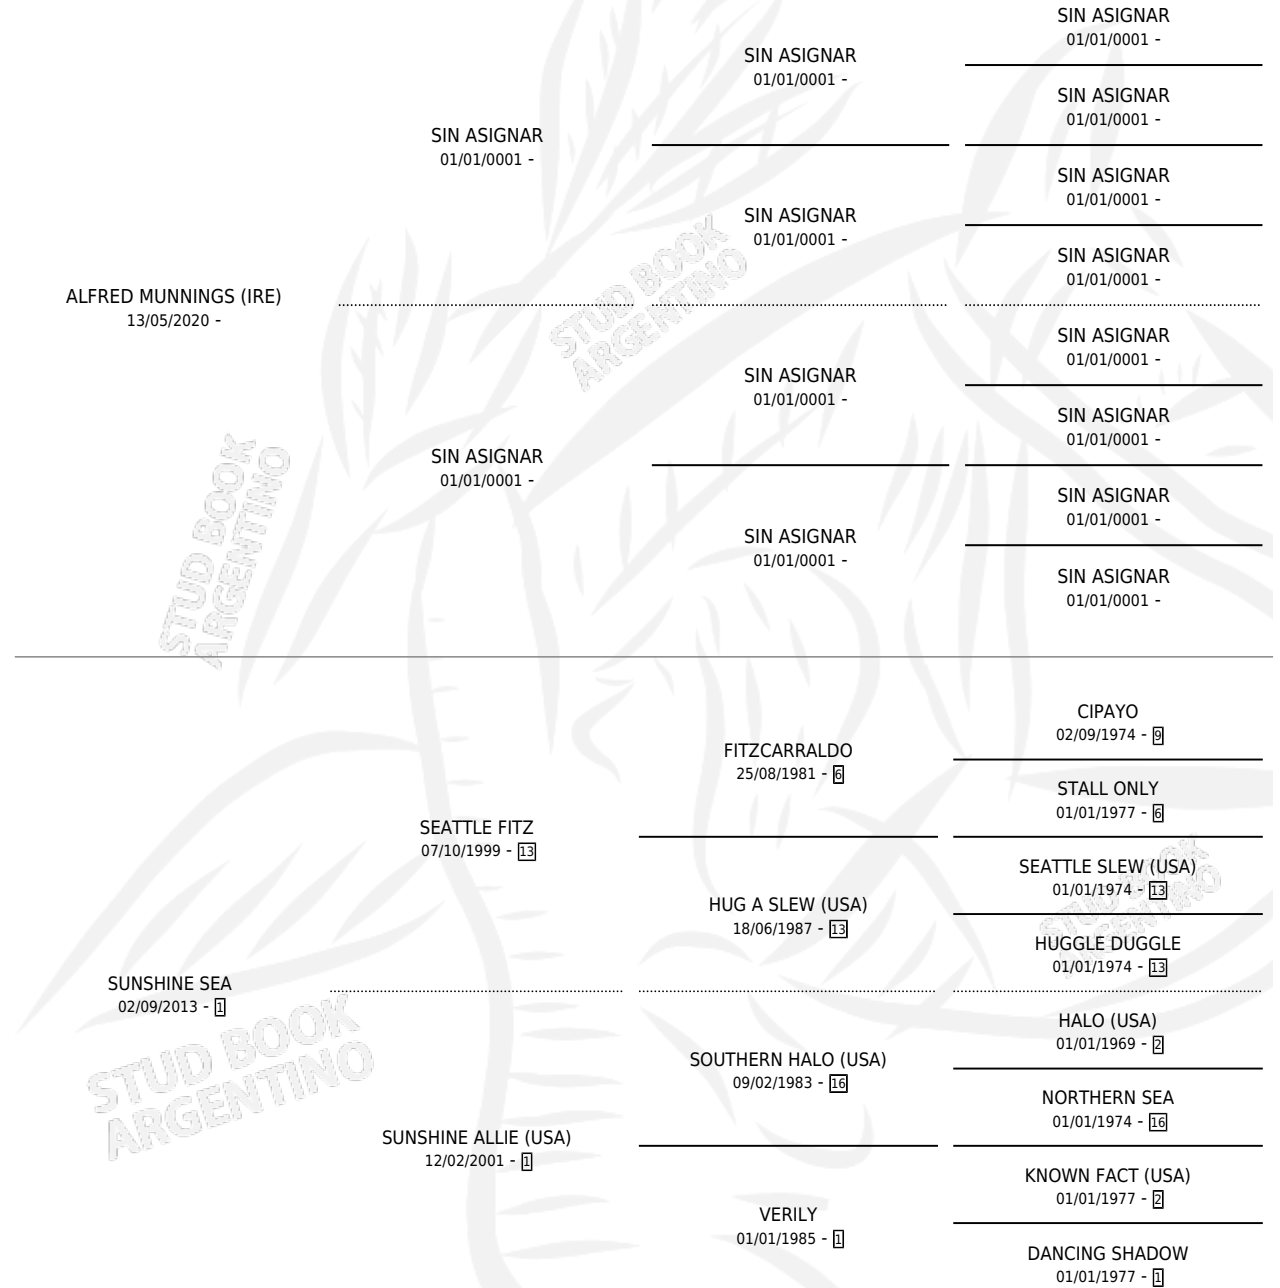 SIN ASIGNAR
01/01/0001 -
SIN ASIGNAR
01/01/0001 -
SIN ASIGNAR
01/01/0001 -
SIN ASIGNAR
01/01/0001 -
SIN ASIGNAR
01/01/0001 -
SIN ASIGNAR
01/01/0001 -
SIN ASIGNAR
01/01/0001 -
ALFRED MUNNINGS (IRE)
13/05/2020 -
SIN ASIGNAR
01/01/0001 -
SIN ASIGNAR
01/01/0001 -
SIN ASIGNAR
01/01/0001 -
SIN ASIGNAR
01/01/0001 -
SIN ASIGNAR
01/01/0001 -
SIN ASIGNAR
01/01/0001 -
SIN ASIGNAR
01/01/0001 -
STUD BOOK
ARGENTINO
STUD BOOK
ARGENTINO
CIPAYO
02/09/1974 - 9
FITZCARRALDO
25/08/1981 - 6
STALL ONLY
01/01/1977 - 6
SEATTLE FITZ
07/10/1999 - 13
SEATTLE SLEW (USA)
01/01/1974 - 13
HUG A SLEW (USA)
18/06/1987 - 13
HUGGLE DUGGLE
01/01/1974 - 13
STUD BOOK
ARGENTINO
SUNSHINE SEA
02/09/2013 - 1
HALO (USA)
01/01/1969 - 2
SOUTHERN HALO (USA)
09/02/1983 - 16
NORTHERN SEA
01/01/1974 - 16
SUNSHINE ALLIE (USA)
12/02/2001 - 1
KNOWN FACT (USA)
01/01/1977 - 2
VERILY
01/01/1985 - 1
DANCING SHADOW
01/01/1977 - 1
STUD BOOK
ARGENTINO